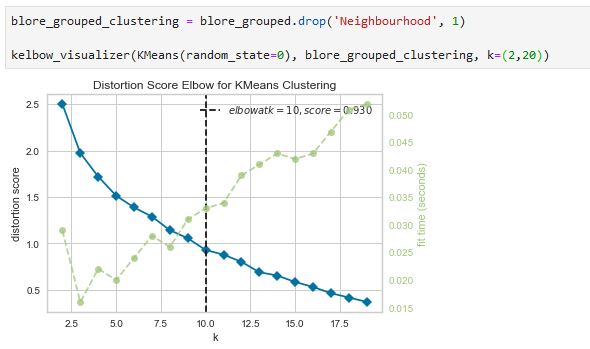 blore_grouped_clustering = blore_grouped.drop('Neighbourhood', 1)
kelbow_visualizer(KMeans(random_state=0), blore_grouped_clustering, k=(2,20))
Distortion Score Elbow for KMeans Clustering
elbowatk = 10, score = 0.930
distortion score
2.5
2.0
1.5
1.0
0.5
0.050
0.045
0.040
0.035
0.030
0.025
0.020
0.015
fit time (seconds)
2.5 5.0 7.5 10.0 12.5 15.0 17.5
k